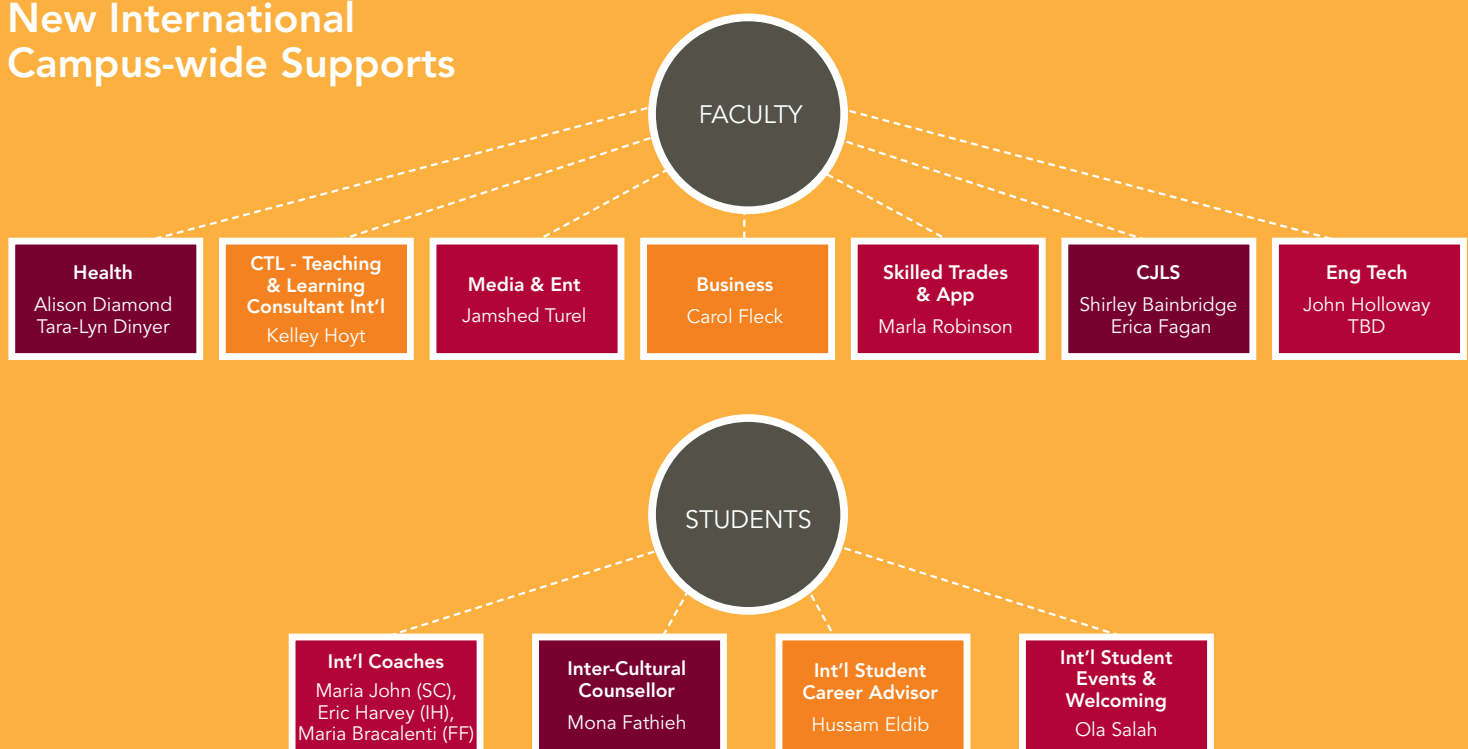 New International
Campus-wide Supports
FACULTY
Health
Alison Diamond
Tara-Lyn Dinyer
CTL - Teaching
& Learning
Consultant Int’l
Kelley Hoyt
Media & Ent
Jamshed Turel
Business
Carol Fleck
Skilled Trades
& App
Marla Robinson
CJLS
Shirley Bainbridge
Erica Fagan
Eng Tech
John Holloway
TBD
STUDENTS
Int’l Coaches
Maria John (SC),
Eric Harvey (IH),
Maria Bracalenti (FF)
Inter-Cultural
Counsellor
Mona Fathieh
Int’l Student
Career Advisor
Hussam Eldib
Int’l Student
Events &
Welcoming
Ola Salah